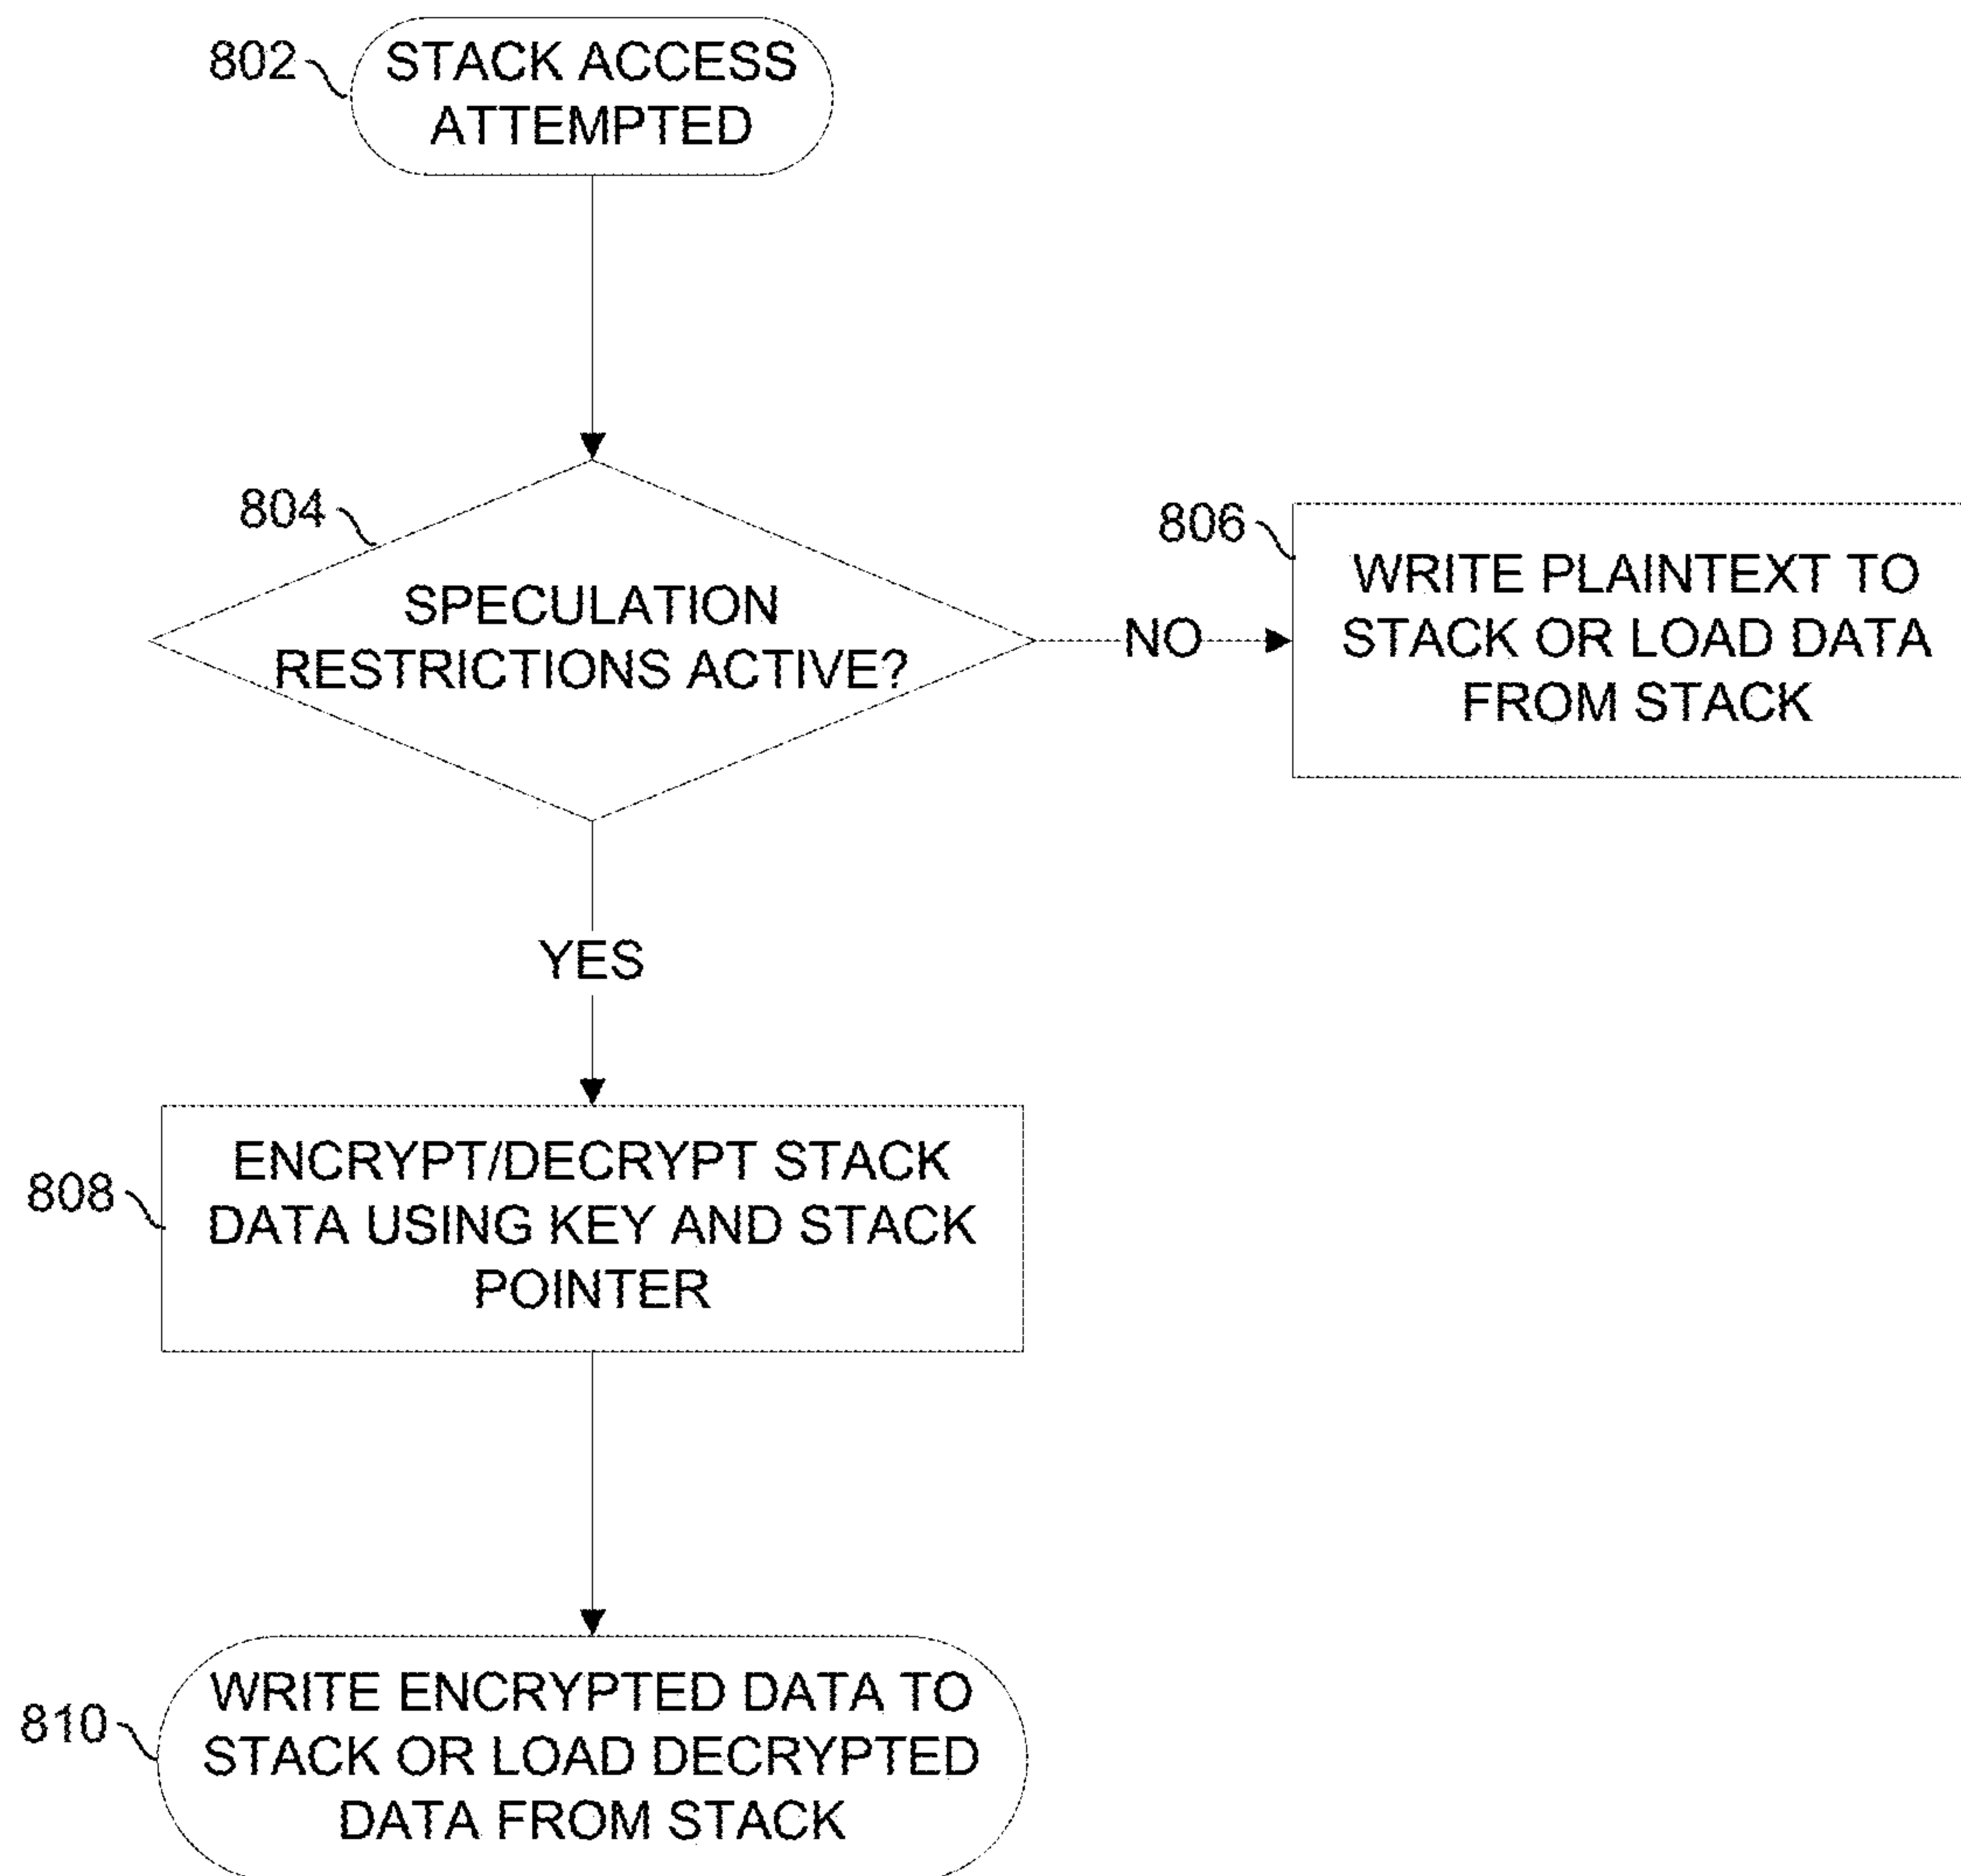 802
STACK ACCESS
ATTEMPTED
804
SPECULATION
RESTRICTIONS ACTIVE?
NO
806
WRITE PLAINTEXT TO
STACK OR LOAD DATA
FROM STACK
YES
808
ENCRYPT/DECRYPT STACK
DATA USING KEY AND STACK
POINTER
810
WRITE ENCRYPTED DATA TO
STACK OR LOAD DECRYPTED
DATA FROM STACK